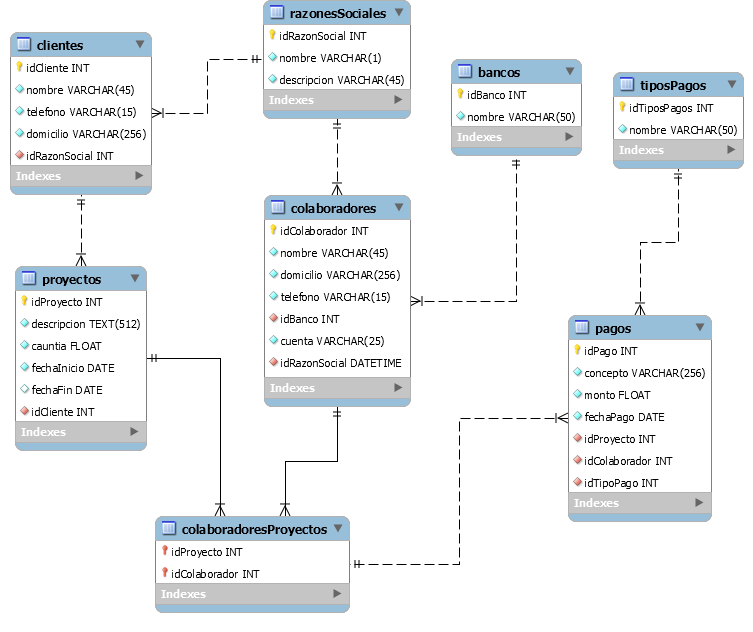 clientes
idCliente INT
nombre VARCHAR(45)
telefono VARCHAR(15)
domicilio VARCHAR(256)
idRazonSocial INT
Indexes
razonesSociales
idRazonSocial INT
nombre VARCHAR(1)
descripcion VARCHAR(45)
Indexes
bancos
idBanco INT
nombre VARCHAR(50)
Indexes
tiposPagos
idTiposPagos INT
nombre VARCHAR(50)
Indexes
colaboradores
idColaborador INT
nombre VARCHAR(45)
domicilio VARCHAR(256)
telefono VARCHAR(15)
idBanco INT
cuenta VARCHAR(25)
idRazonSocial DATETIME
Indexes
proyectos
idProyecto INT
descripcion TEXT(512)
cauntia FLOAT
fechaInicio DATE
fechaFin DATE
idCliente INT
Indexes
pagos
idPago INT
concepto VARCHAR(256)
monto FLOAT
fechaPago DATE
idProyecto INT
idColaborador INT
idTipoPago INT
Indexes
colaboradoresProyectos
idProyecto INT
idColaborador INT
Indexes